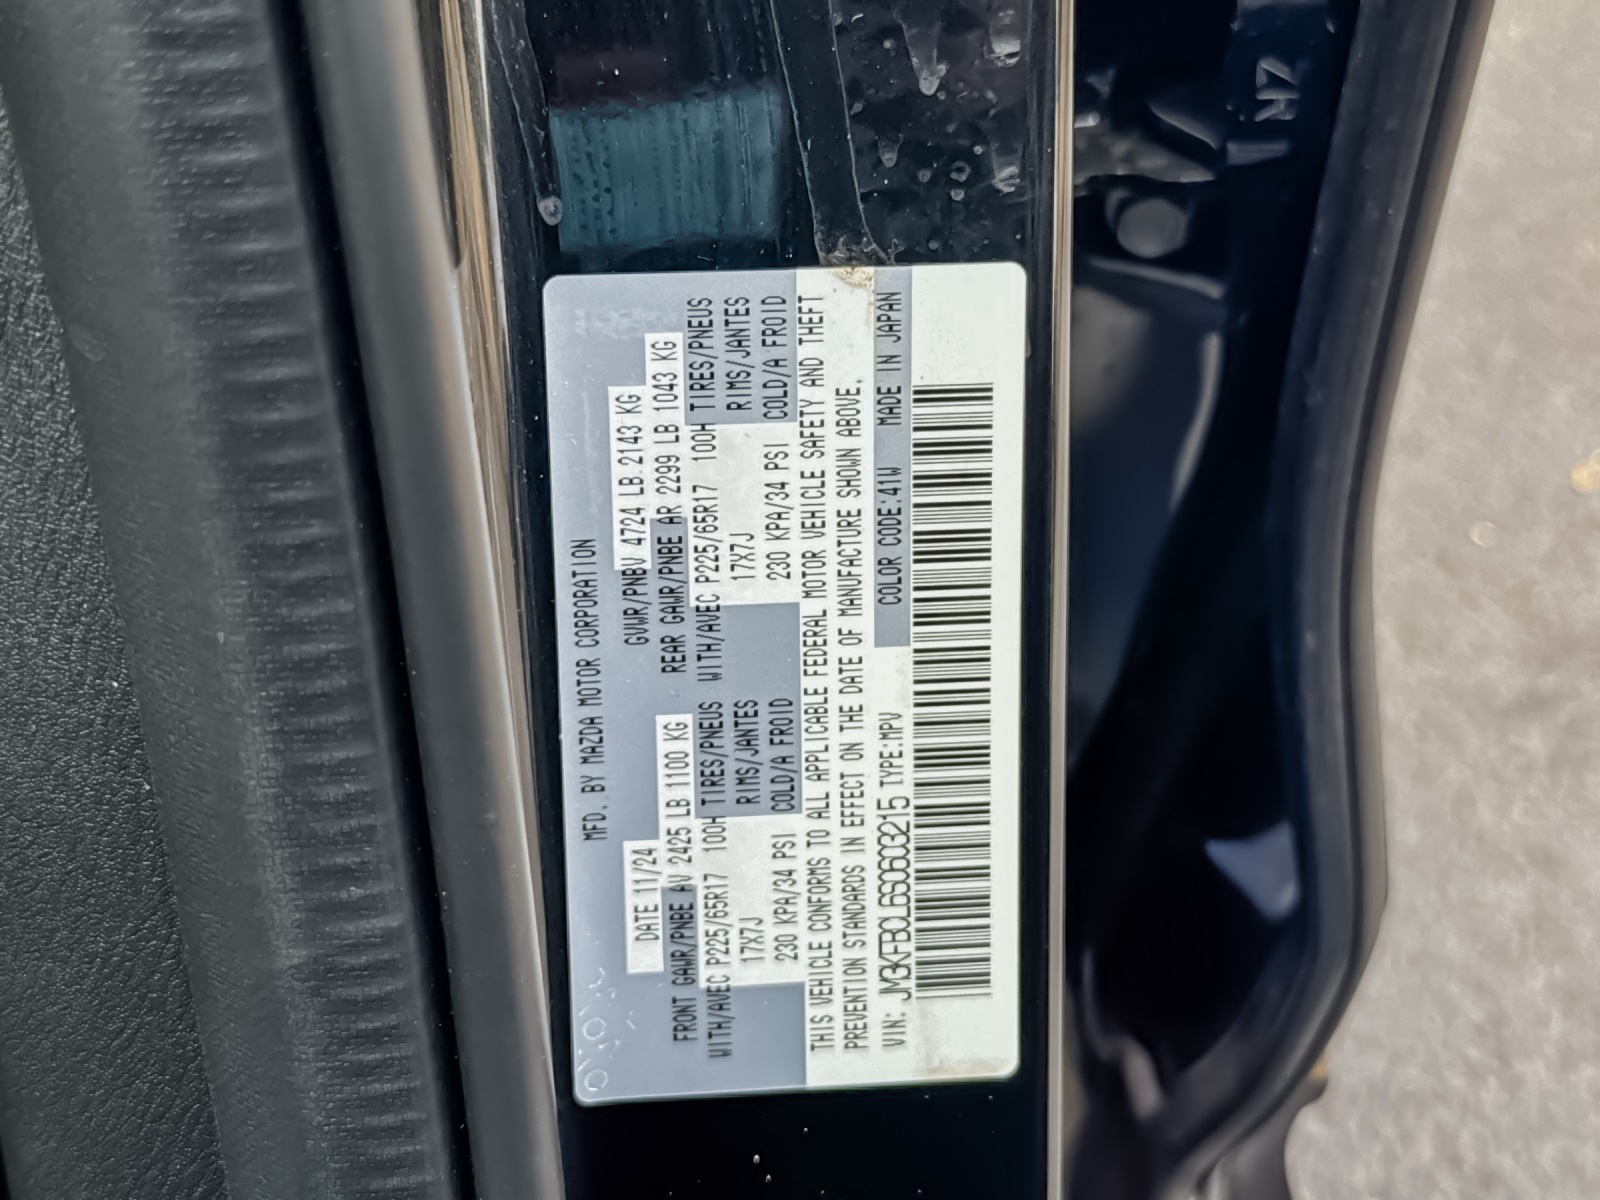 MFD. BY MAZDA MOTOR CORPORATION
DATE 11/24 GVWR/PNBV 4724 LB. 2143 KG
FRONT GAWR/PNBE AV 2425 LB 1100 KG REAR GAWR/PNBE AR 2299 LB 1043 KG
WITH/AVEC P225/65R17 100H TIRES/PNEUS WITH/AVEC P225/65R17 100H TIRES/PNEUS
17X7J RIMS/JANTES 17X7J RIMS/JANTES
230 KPA/34 PSI COLD/A FROID 230 KPA/34 PSI COLD/A FROID
THIS VEHICLE CONFORMS TO ALL APPLICABLE FEDERAL MOTOR VEHICLE SAFETY AND THEFT
PREVENTION STANDARDS IN EFFECT ON THE DATE OF MANUFACTURE SHOWN ABOVE.
VIN: JM3KFBCL6S0603215 TYPE:MPV COLOR CODE:41W MADE IN JAPAN